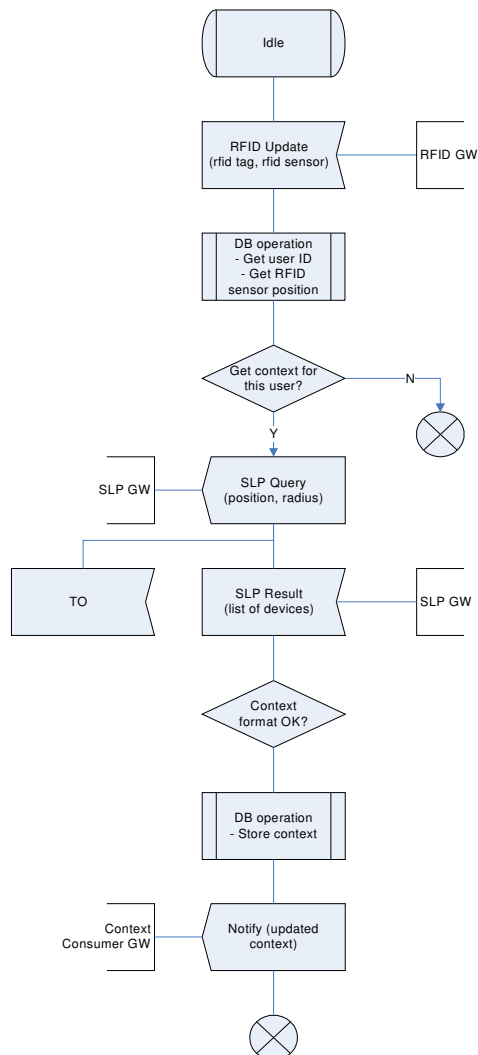 Idle
RFID Update
(rfid tag, rfid sensor)
RFID GW
DB operation
- Get user ID
- Get RFID
sensor position
Get context for
this user?
N
Y
SLP GW
SLP Query
(position, radius)
TO
SLP Result
(list of devices)
SLP GW
Context
format OK?
DB operation
- Store context
Context
Consumer GW
Notify (updated
context)